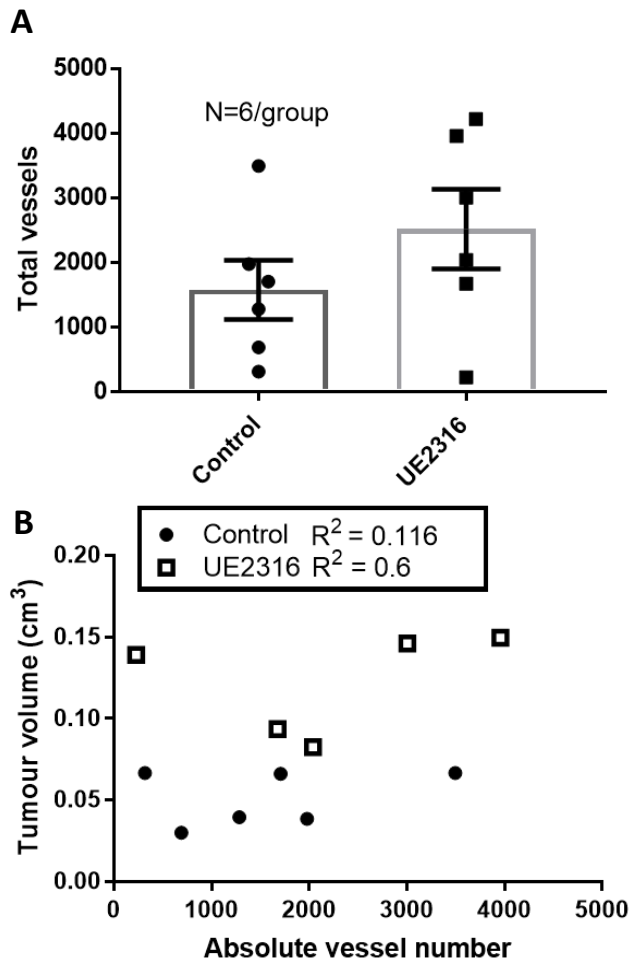 A
5000
4000
3000
2000
1000
0
Total vessels
N=6/group
Control
UE2316
B
Control R² = 0.116
UE2316 R² = 0.6
0.20
0.15
0.10
0.05
0.00
Tumour volume (cm³)
0 1000 2000 3000 4000 5000
Absolute vessel number